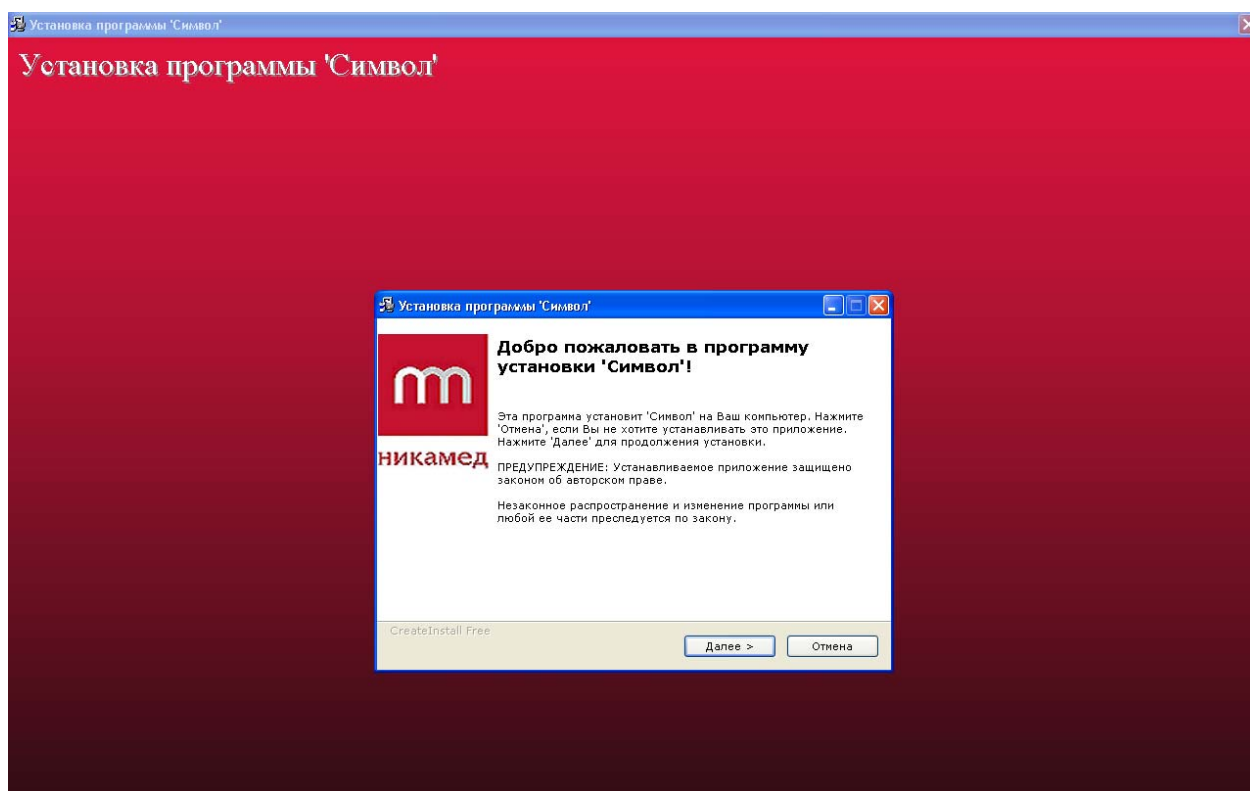 Установка программы 'Символ'
Установка программы 'Символ'
Установка программы 'Символ'
никамед
Добро пожаловать в программу
установки 'Символ'!
Эта программа установит 'Символ' на Ваш компьютер. Нажмите
'Отмена', если Вы не хотите устанавливать это приложение.
Нажмите 'Далее' для продолжения установки.
ПРЕДУПРЕЖДЕНИЕ: Устанавливаемое приложение защищено
законом об авторском праве.
Незаконное распространение и изменение программы или
любой ее части преследуется по закону.
CreateInstall Free
Далее >
Отмена